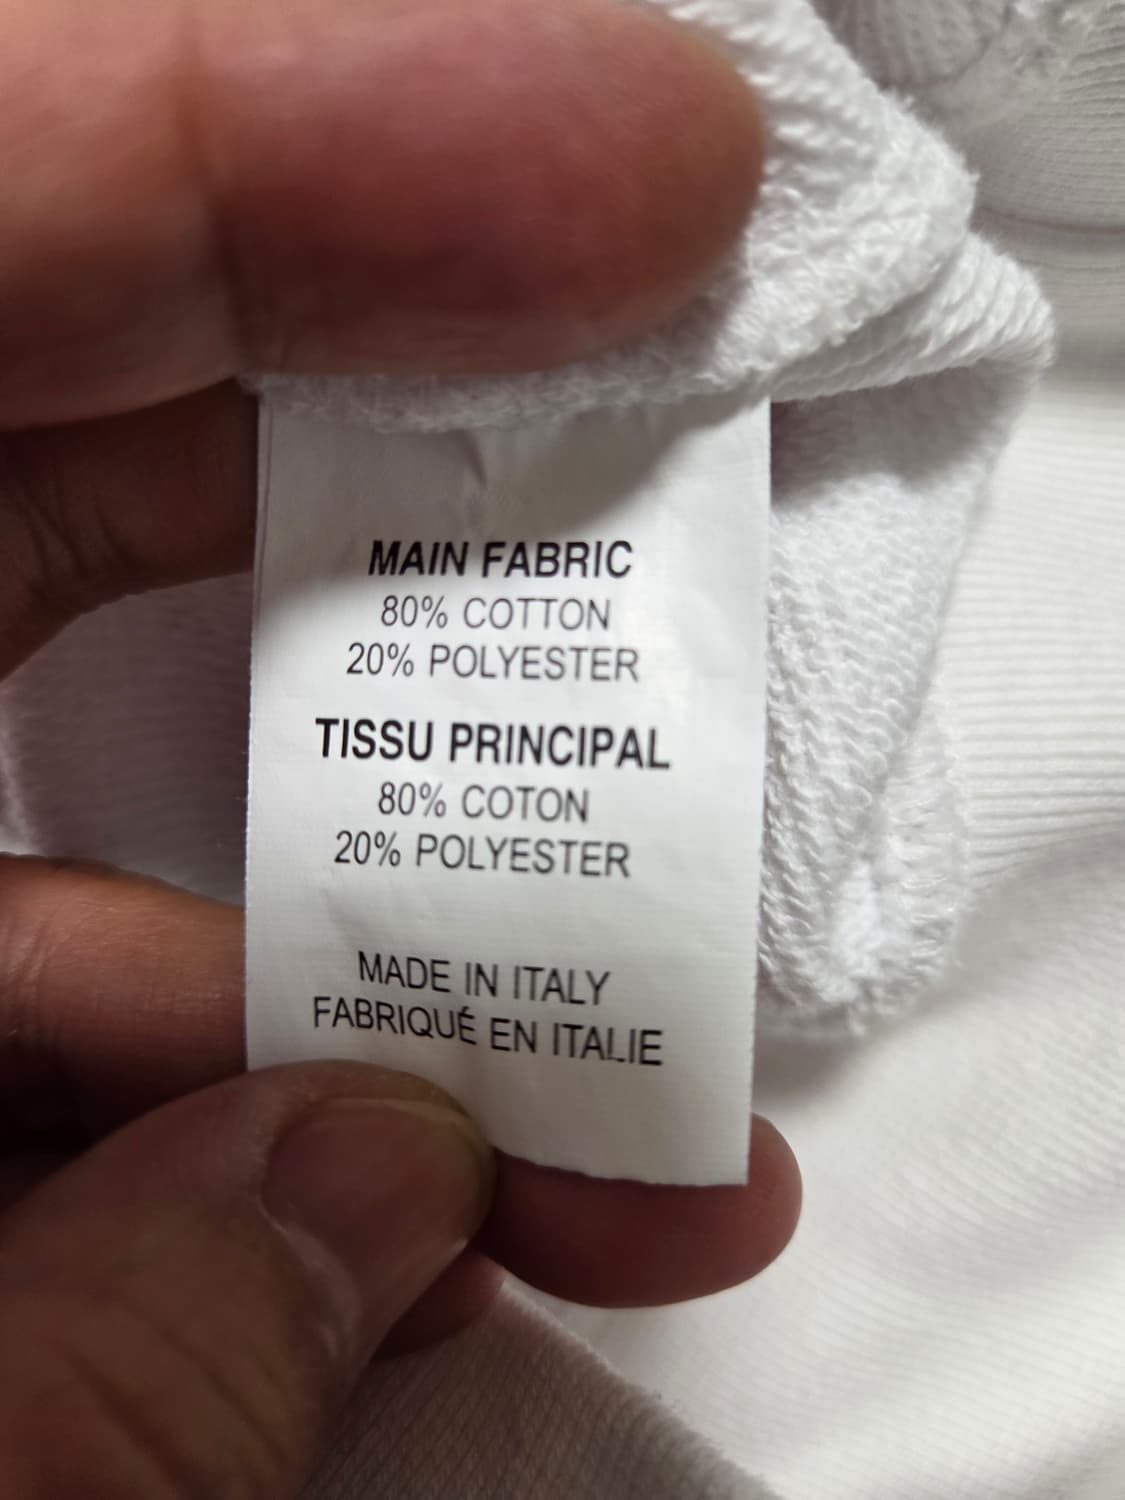 MAIN FABRIC
80% COTTON
20% POLYESTER
TISSU PRINCIPAL
80% COTON
20% POLYESTER
MADE IN ITALY
FABRIQUÉ EN ITALIE